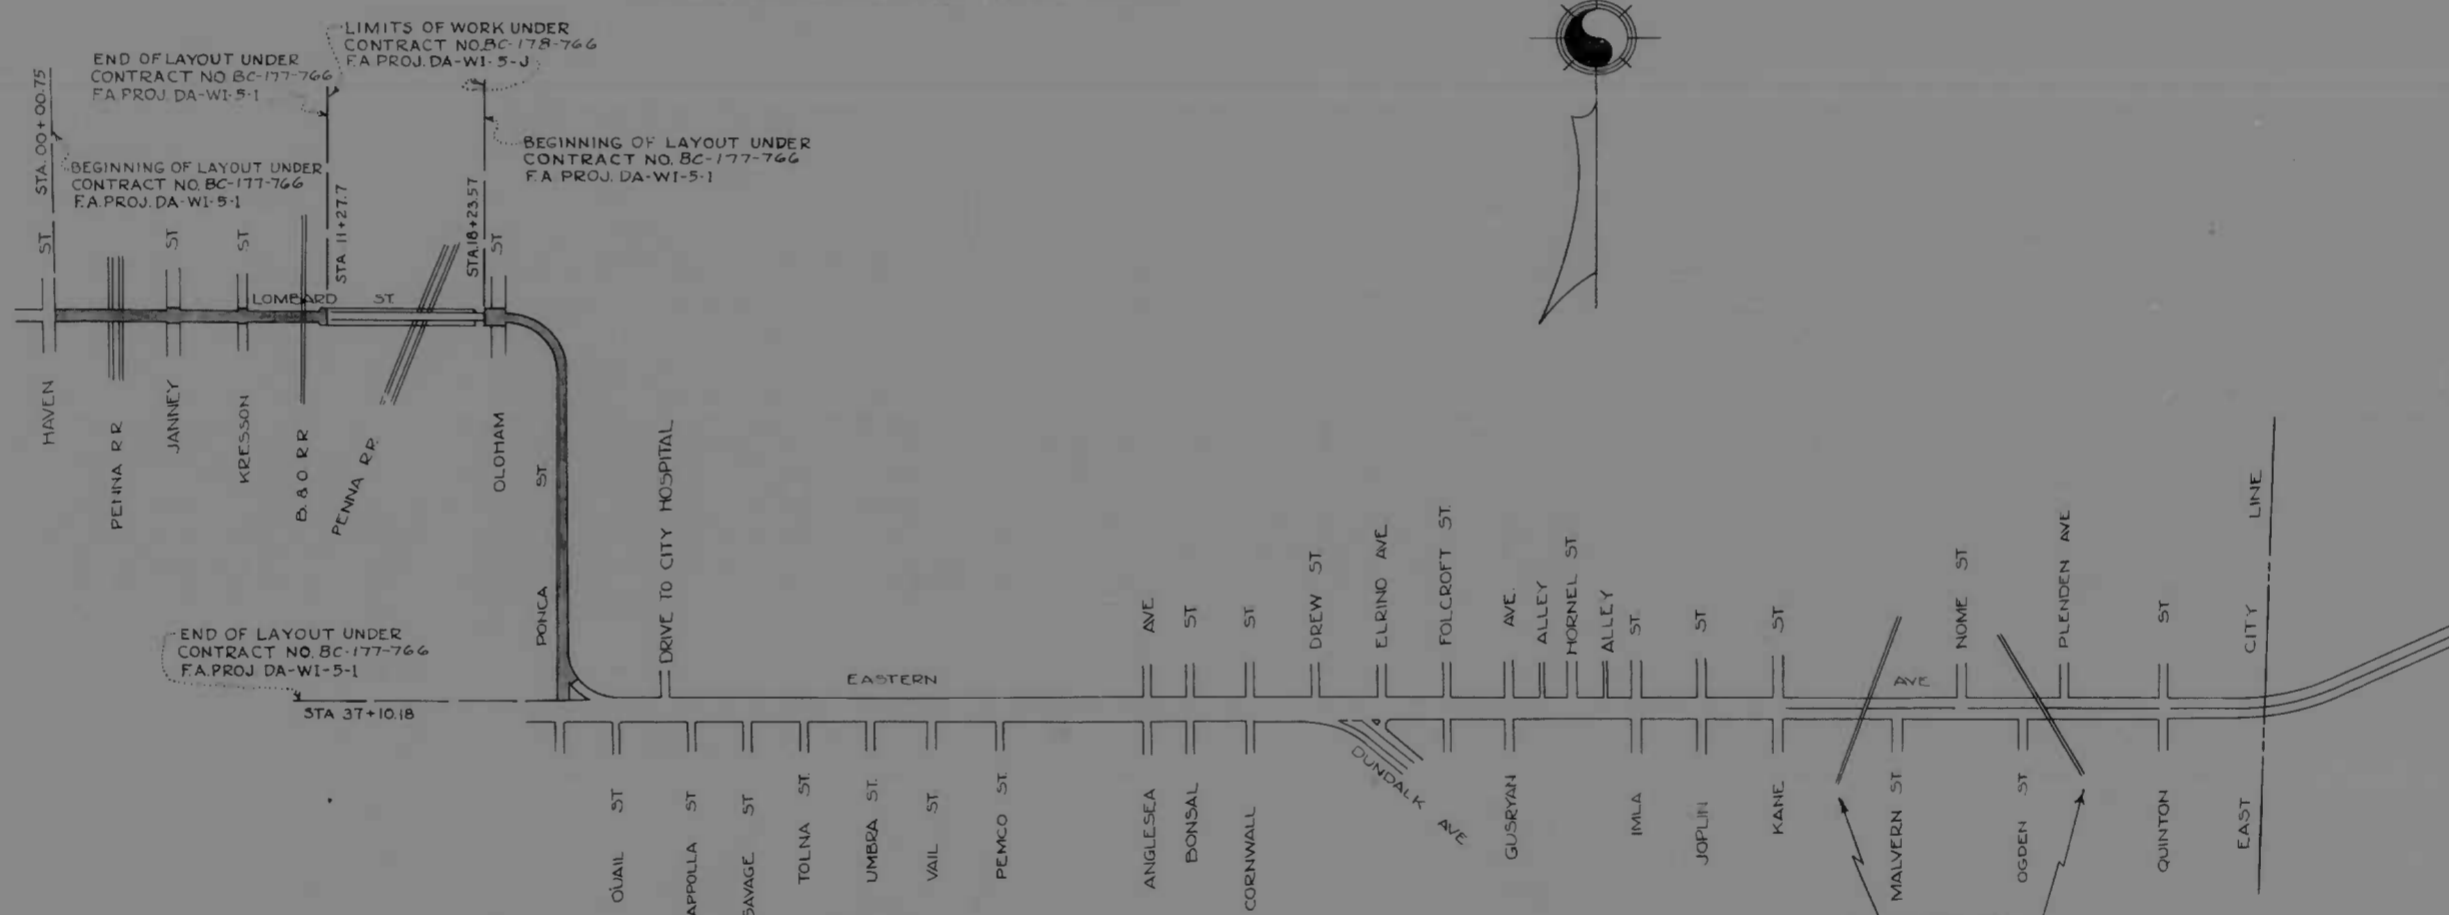 LIMITS OF WORK UNDER
CONTRACT NO. BC-178-766
F.A. PROJ. DA-WI-5-J
END OF LAYOUT UNDER
CONTRACT NO. BC-177-766
F.A. PROJ. DA-WI-5-1
STA. 00+00.75
BEGINNING OF LAYOUT UNDER
CONTRACT NO. BC-177-766
F.A. PROJ. DA-WI-5-1
BEGINNING OF LAYOUT UNDER
CONTRACT NO. BC-177-766
F.A. PROJ. DA-WI-5-1
STA 11+27.7
STA. 18+23.57
HAVEN ST
PENNA R R
JANNEY ST
KRESSON ST
B. & O R R
PENNA R.R.
OLOHAM ST
LOMBARD ST.
PONCA ST.
END OF LAYOUT UNDER
CONTRACT NO. BC-177-766
F.A. PROJ. DA-WI-5-1
STA 37+10.18
DRIVE TO CITY HOSPITAL
EASTERN AVE
QUAIL ST
APPOLLA ST
SAVAGE ST
TOLNA ST.
UMBRA ST.
VAIL ST.
PEMCO ST.
ANGLESEA AVE
BONSAL ST
CORNWALL ST
DREW ST
ELRINO AVE
DUNDALK AVE
FOLCROFT ST.
GUSRYAN AVE.
ALLEY
HORNEL ST
ALLEY
IMLA ST.
JOPLIN ST
KANE ST
MALVERN ST
NOME ST.
OGDEN ST
PLENDEN AVE
QUINTON ST
EAST CITY LINE